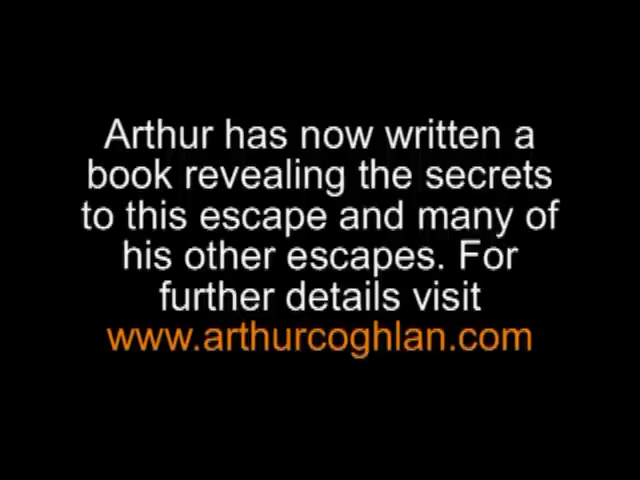 Arthur has now written a
book revealing the secrets
to this escape and many of
his other escapes. For
further details visit
www.arthurcoghlan.com